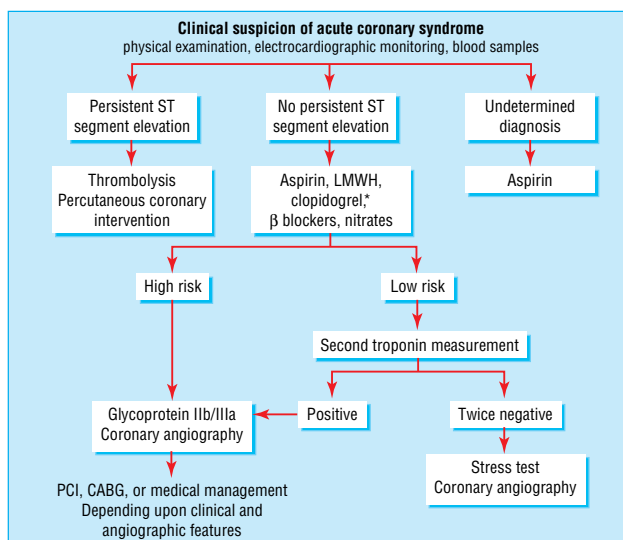 Clinical suspicion of acute coronary syndrome
physical examination, electrocardiographic monitoring, blood samples
Persistent ST
segment elevation
No persistent ST
segment elevation
Undetermined
diagnosis
Thrombolysis
Percutaneous coronary
intervention
Aspirin, LMWH,
clopidogrel,*
β blockers, nitrates
Aspirin
High risk
Low risk
Second troponin measurement
Glycoprotein IIb/IIIa
Coronary angiography
Positive
Twice negative
Stress test
Coronary angiography
PCI, CABG, or medical management
Depending upon clinical and
angiographic features